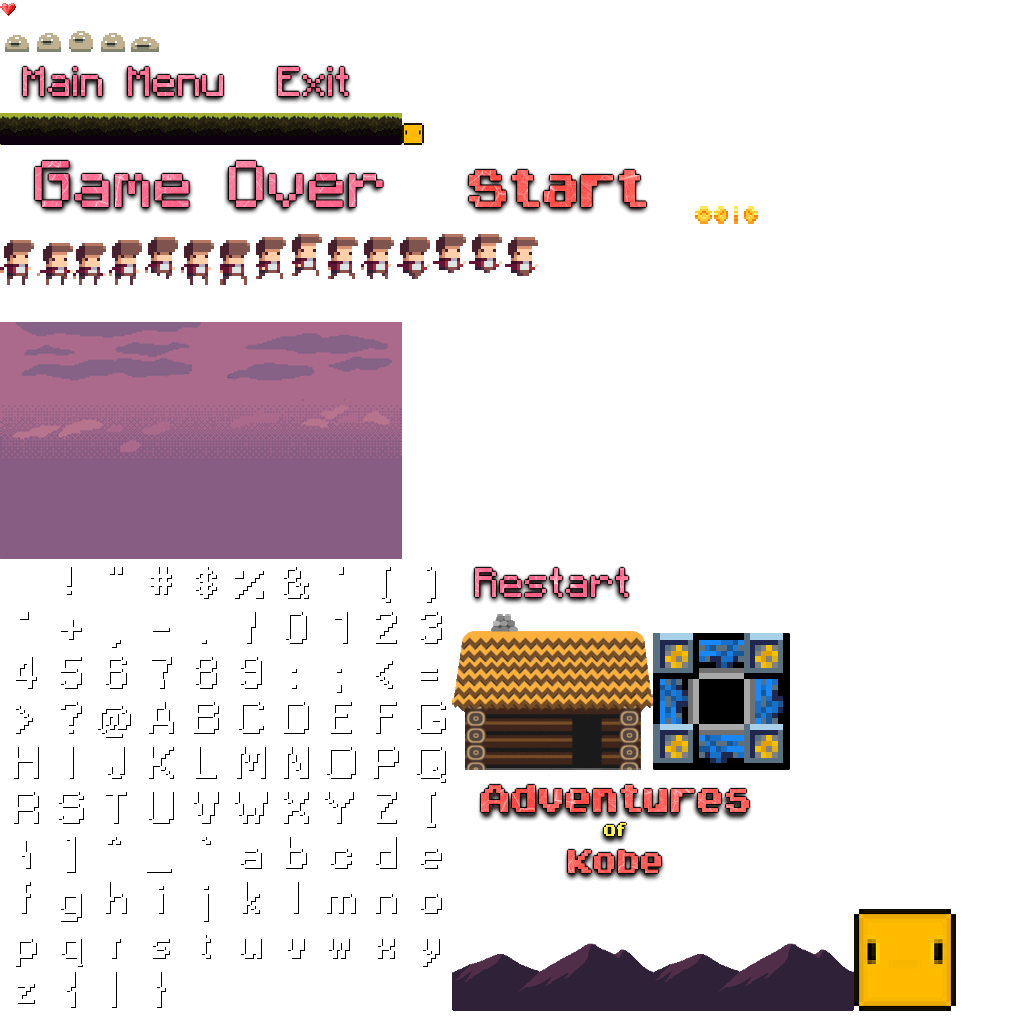 Main Menu Exit
Game Over Start
! " # $ % & ' ( )
* + , - . / 0 1 2 3
4 5 6 7 8 9 : ; < =
> ? @ A B C D E F G
H I J K L M N O P Q
R S T U V W X Y Z [
\ ] ^ _ ` a b c d e
f g h i j k l m n o
p q r s t u v w x y
z { | }
Restart
Adventures
of
Kobe